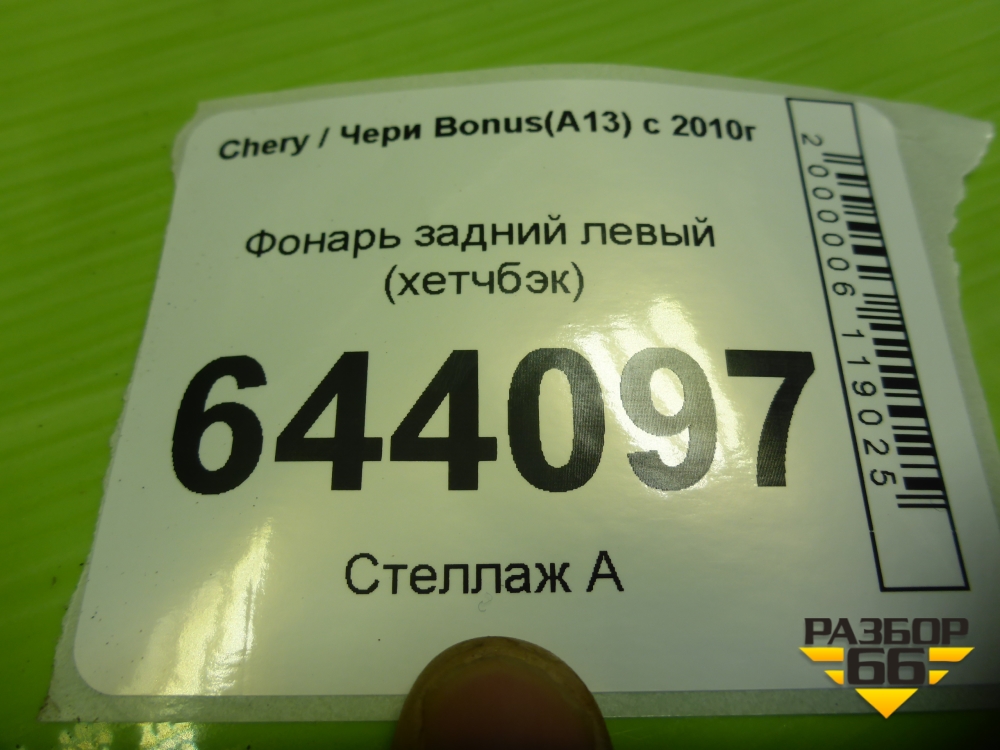 Chery / Чери Bonus(A13) с 2010г
Фонарь задний левый
(хетчбэк)
644097
Стеллаж А
2000006119025
РАЗБОР
66